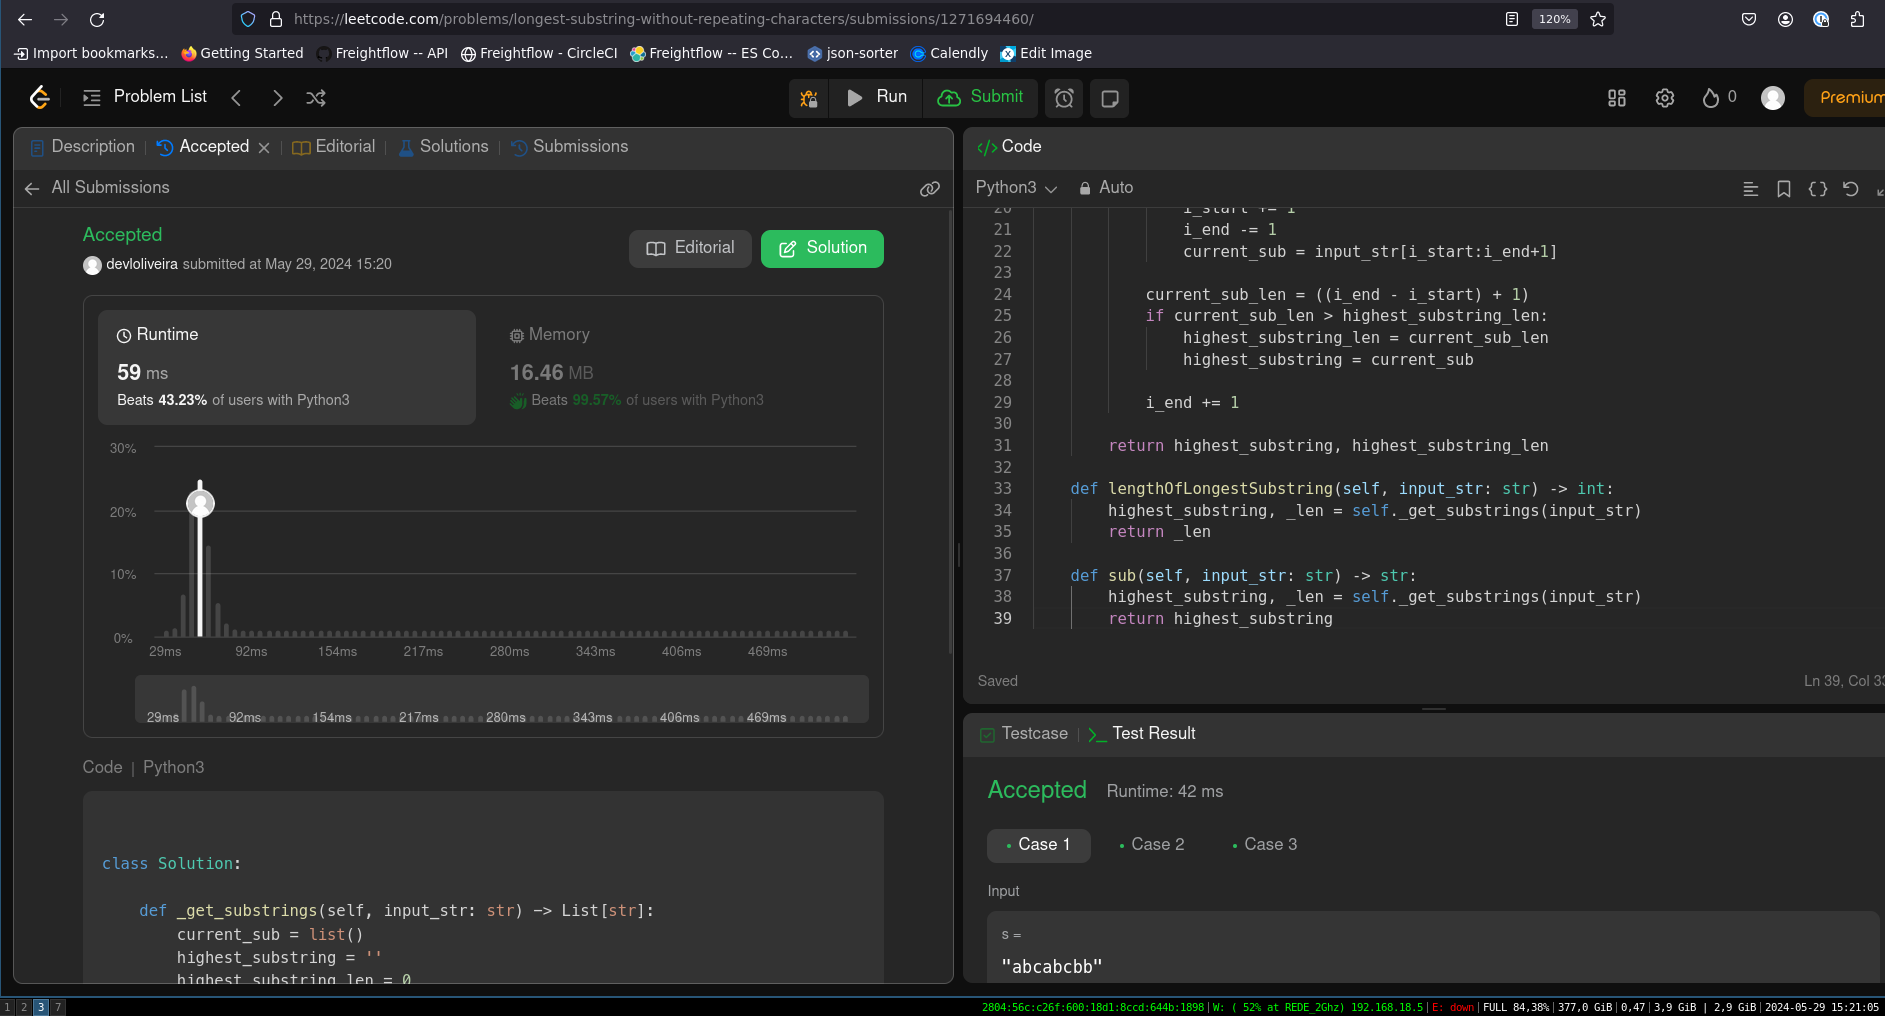 https://leetcode.com/problems/longest-substring-without-repeating-characters/submissions/1271694460/
120%
Import bookmarks...
Getting Started
Freightflow -- API
Freightflow - CircleCI
Freightflow -- ES Co...
json-sorter
Calendly
Edit Image
Problem List
Run
Submit
0
Premium
Description
Accepted
Editorial
Solutions
Submissions
All Submissions
Accepted
devloliveira submitted at May 29, 2024 15:20
Editorial
Solution
Runtime
59 ms
Beats 43.23% of users with Python3
Memory
16.46 MB
Beats 99.57% of users with Python3
30%
20%
10%
0%
29ms 92ms 154ms 217ms 280ms 343ms 406ms 469ms
29ms 92ms 154ms 217ms 280ms 343ms 406ms 469ms
Code | Python3
class Solution:
def _get_substrings(self, input_str: str) -> List[str]:
current_sub = list()
highest_substring = ''
highest_substring_len = 0
Code
Python3
Auto
20 i_start += 1
21 i_end -= 1
22 current_sub = input_str[i_start:i_end+1]
23
24 current_sub_len = ((i_end - i_start) + 1)
25 if current_sub_len > highest_substring_len:
26 highest_substring_len = current_sub_len
27 highest_substring = current_sub
28
29 i_end += 1
30
31 return highest_substring, highest_substring_len
32
33 def lengthOfLongestSubstring(self, input_str: str) -> int:
34 highest_substring, _len = self._get_substrings(input_str)
35 return _len
36
37 def sub(self, input_str: str) -> str:
38 highest_substring, _len = self._get_substrings(input_str)
39 return highest_substring
Saved
Ln 39, Col 33
Testcase
Test Result
Accepted
Runtime: 42 ms
Case 1
Case 2
Case 3
Input
s =
"abcabcbb"
1 2 3 7
2804:56c:c26f:600:18d1:8ccd:644b:1898|W: ( 52% at REDE_2Ghz) 192.168.18.5|E: down|FULL 84,38%|377,0 GiB|0,47|3,9 GiB | 2,9 GiB|2024-05-29 15:21:05